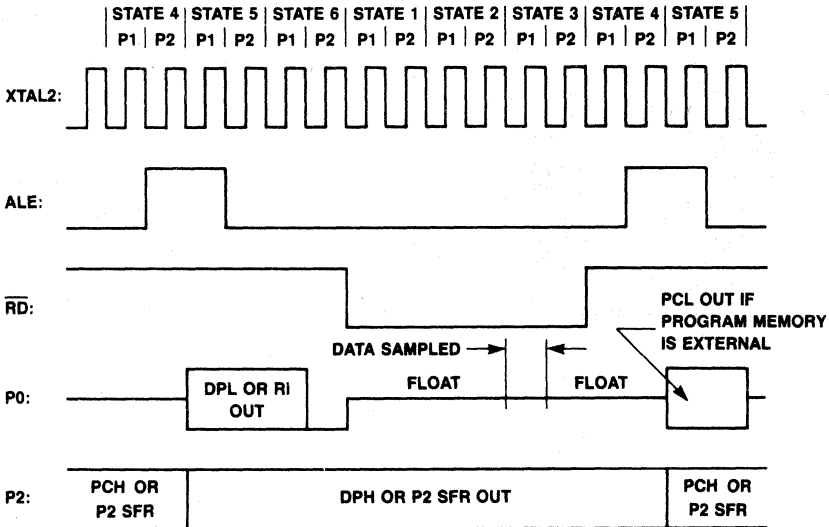 STATE 4 STATE 5 STATE 6 STATE 1 STATE 2 STATE 3 STATE 4 STATE 5
P1 P2 P1 P2 P1 P2 P1 P2 P1 P2 P1 P2 P1 P2 P1 P2
XTAL2:
ALE:
RD:
PCL OUT IF
PROGRAM MEMORY
IS EXTERNAL
DATA SAMPLED
P0:
DPL OR Ri
OUT
FLOAT
FLOAT
P2:
PCH OR
P2 SFR
DPH OR P2 SFR OUT
PCH OR
P2 SFR